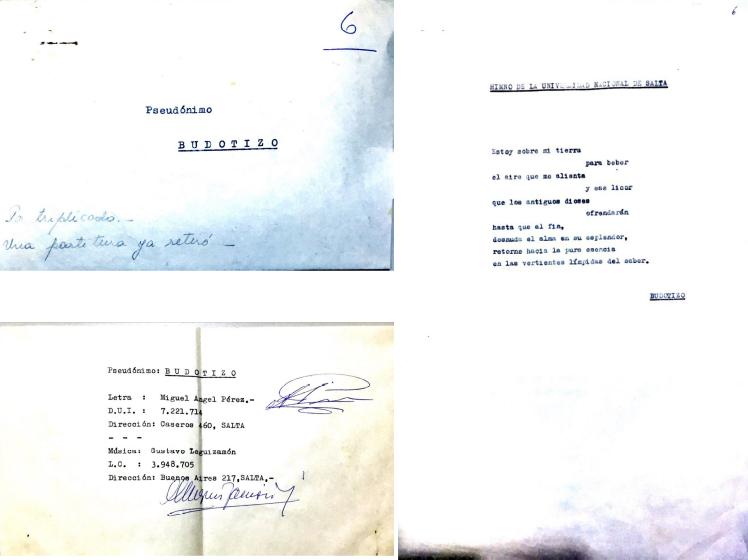 6
Pseudónimo
BUDOTIZO
Por triplicado.-
Una partitura ya retiró -
Pseudónimo: BUDOTIZO
Letra : Miguel Angel Pérez.-
D.U.I. : 7.221.714
Dirección: Caseros 460, SALTA
- - -
Música: Gustavo Leguizamón
L.C. : 3.948.705
Dirección: Buenos Aires 217,SALTA.-
6
HIMNO DE LA UNIVERSIDAD NACIONAL DE SALTA
Estoy sobre mi tierra
para beber
el aire que me alienta
y ese licor
que los antiguos dioses
ofrendarán
hasta que al fin,
desnuda el alma en su esplendor,
retorne hacia la pura esencia
en las vertientes límpidas del saber.
BUDOTIZO